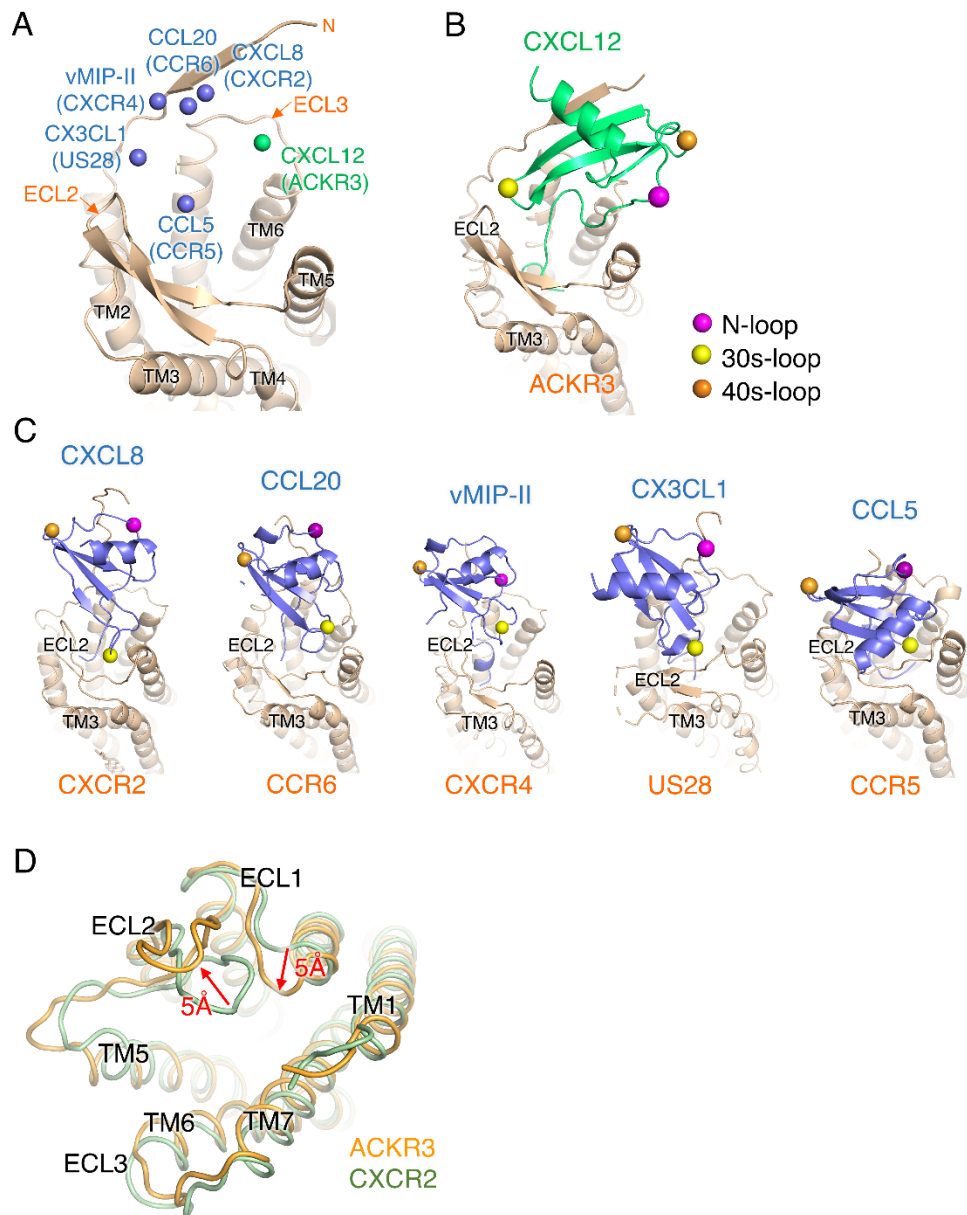 A
CCL20
(CCR6)
CXCL8
(CXCR2)
N
vMIP-II
(CXCR4)
ECL3
CX3CL1
(US28)
CXCL12
(ACKR3)
ECL2
CCL5
(CCR5)
TM6
TM5
TM2
TM3
TM4
B
CXCL12
ECL2
TM3
ACKR3
N-loop
30s-loop
40s-loop
C
CXCL8
ECL2
TM3
CXCR2
CCL20
ECL2
TM3
CCR6
vMIP-II
ECL2
TM3
CXCR4
CX3CL1
ECL2
TM3
US28
CCL5
ECL2
TM3
CCR5
D
ECL1
ECL2
5Å
5Å
TM1
TM5
TM6
TM7
ECL3
ACKR3
CXCR2